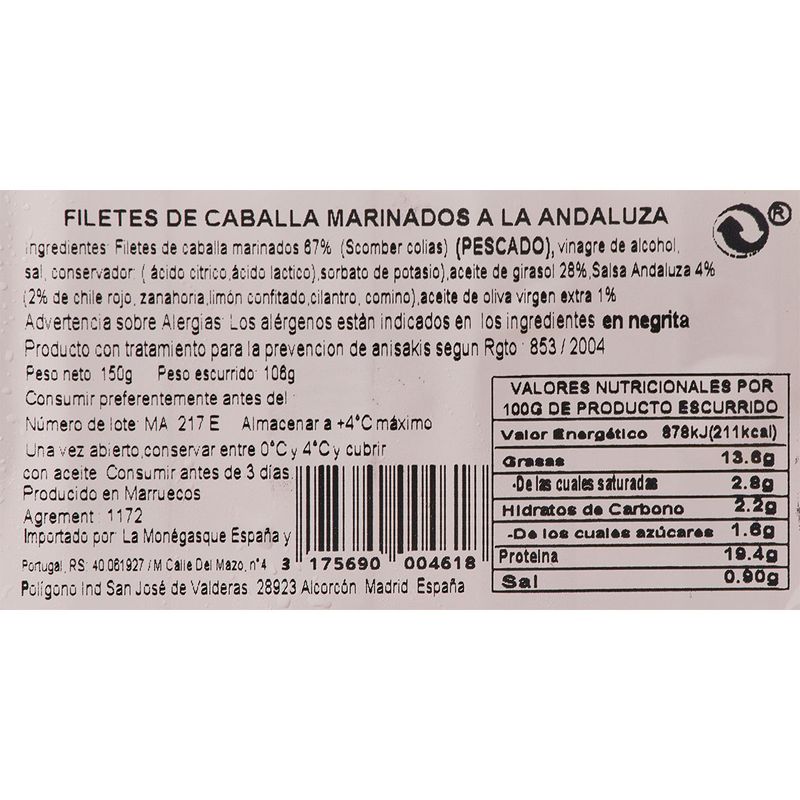 FILETES DE CABALLA MARINADOS A LA ANDALUZA
®
Ingredientes: Filetes de caballa marinados 67% (Scomber colias) (PESCADO), vinagre de alcohol,
sal, conservador: ( ácido citrico,ácido lactico),sorbato de potasio),aceite de girasol 28%,Salsa Andaluza 4%
(2% de chile rojo, zanahoria,limón confitado,cilantro, comino),aceite de oliva virgen extra 1%
Advertencia sobre Alergias: Los alérgenos están indicados en los ingredientes en negrita
Producto con tratamiento para la prevencion de anisakis segun Rgto : 853 / 2004
Peso neto: 150g Peso escurrido: 106g
Consumir preferentemente antes del :
Número de lote: MA 217 E Almacenar a +4°C máximo
Una vez abierto,conservar entre 0°C y 4°C y cubrir
con aceite. Consumir antes de 3 dias.
Producido en Marruecos
Agrement : 1172
Importado por: La Monégasque España y
Portugal, RS: 40.061927 / M Calle Del Mazo, n°4
Polígono Ind San José de Valderas. 28923 Alcorcón. Madrid. España
3 175690 004618
VALORES NUTRICIONALES POR
100G DE PRODUCTO ESCURRIDO
Valor Energético 878kJ(211kcal)
Grasas 13.6g
-De las cuales saturadas 2.8g
Hidratos de Carbono 2.2g
-De los cuales azúcares 1.6g
Proteina 19.4g
Sal 0.90g